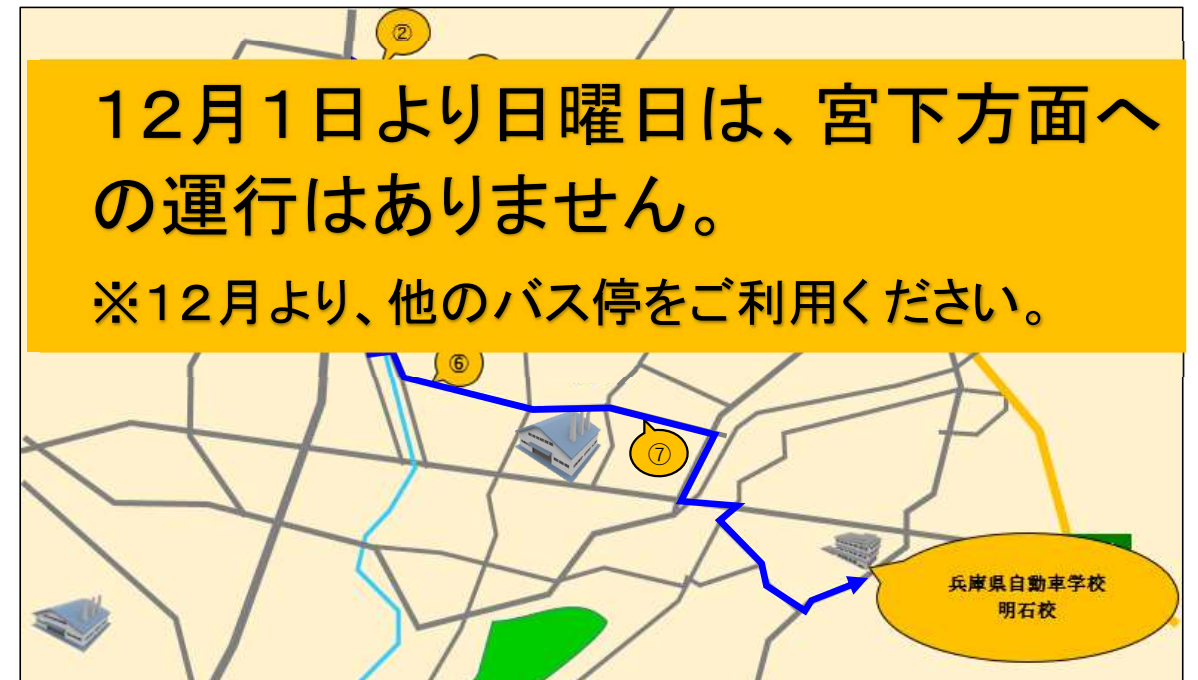 ②
１２月１日より日曜日は、宮下方面へ
の運行はありません。
※１２月より、他のバス停をご利用ください。
⑥
⑦
兵庫県自動車学校
明石校